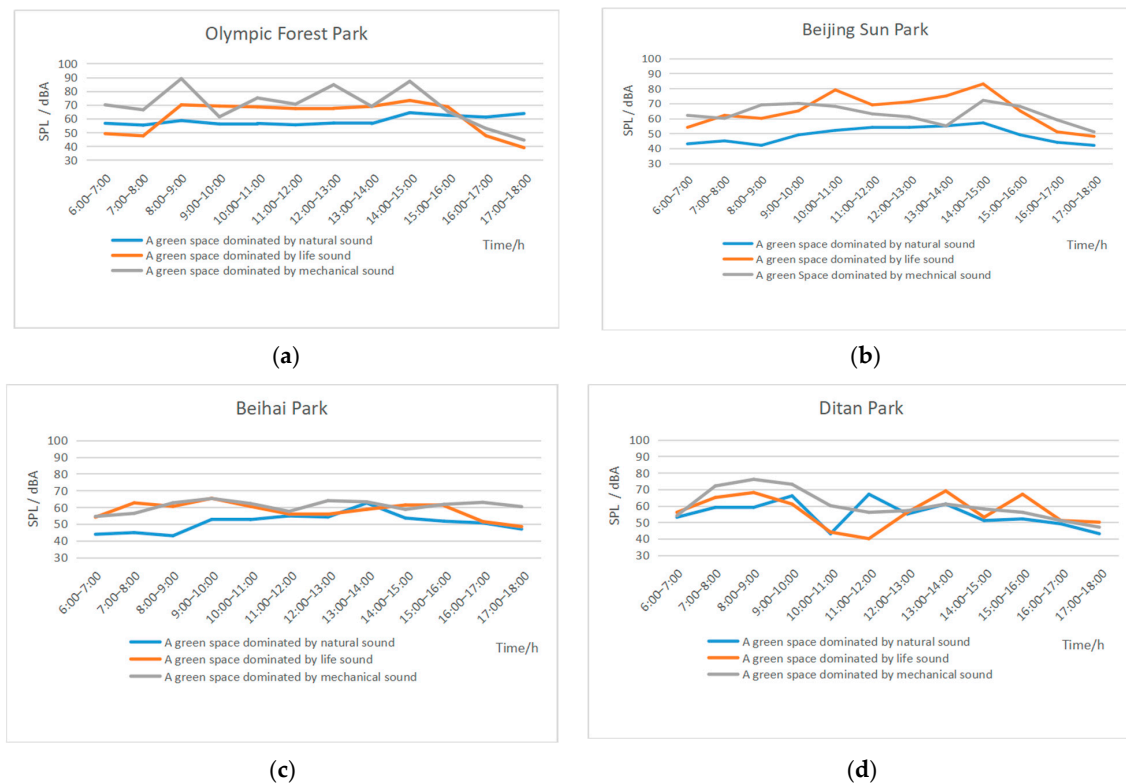 Olympic Forest Park
SPL / dBA
100
90
80
70
60
50
40
30
6:00~7:00
7:00~8:00
8:00~9:00
9:00~10:00
10:00~11:00
11:00~12:00
12:00~13:00
13:00~14:00
14:00~15:00
15:00~16:00
16:00~17:00
17:00~18:00
Time/h
A green space dominated by natural sound
A green space dominated by life sound
A green space dominated by mechanical sound
(a)
Beijing Sun Park
SPL / dBA
100
90
80
70
60
50
40
30
6:00~7:00
7:00~8:00
8:00~9:00
9:00~10:00
10:00~11:00
11:00~12:00
12:00~13:00
13:00~14:00
14:00~15:00
15:00~16:00
16:00~17:00
17:00~18:00
Time/h
A green space dominated by natural sound
A green Space dominated by life sound
A green Space dominated by mechnical sound
(b)
Beihai Park
SPL / dBA
100
90
80
70
60
50
40
30
6:00~7:00
7:00~8:00
8:00~9:00
9:00~10:00
10:00~11:00
11:00~12:00
12:00~13:00
13:00~14:00
14:00~15:00
15:00~16:00
16:00~17:00
17:00~18:00
Time/h
A green space dominated by natural sound
A green space dominated by life sound
A green space dominated by mechanical sound
(c)
Ditan Park
SPL / dBA
100
90
80
70
60
50
40
30
6:00~7:00
7:00~8:00
8:00~9:00
9:00~10:00
10:00~11:00
11:00~12:00
12:00~13:00
13:00~14:00
14:00~15:00
15:00~16:00
16:00~17:00
17:00~18:00
Time/h
A green space dominated by natural sound
A green space dominated by life sound
A green space dominated by mechanical sound
(d)